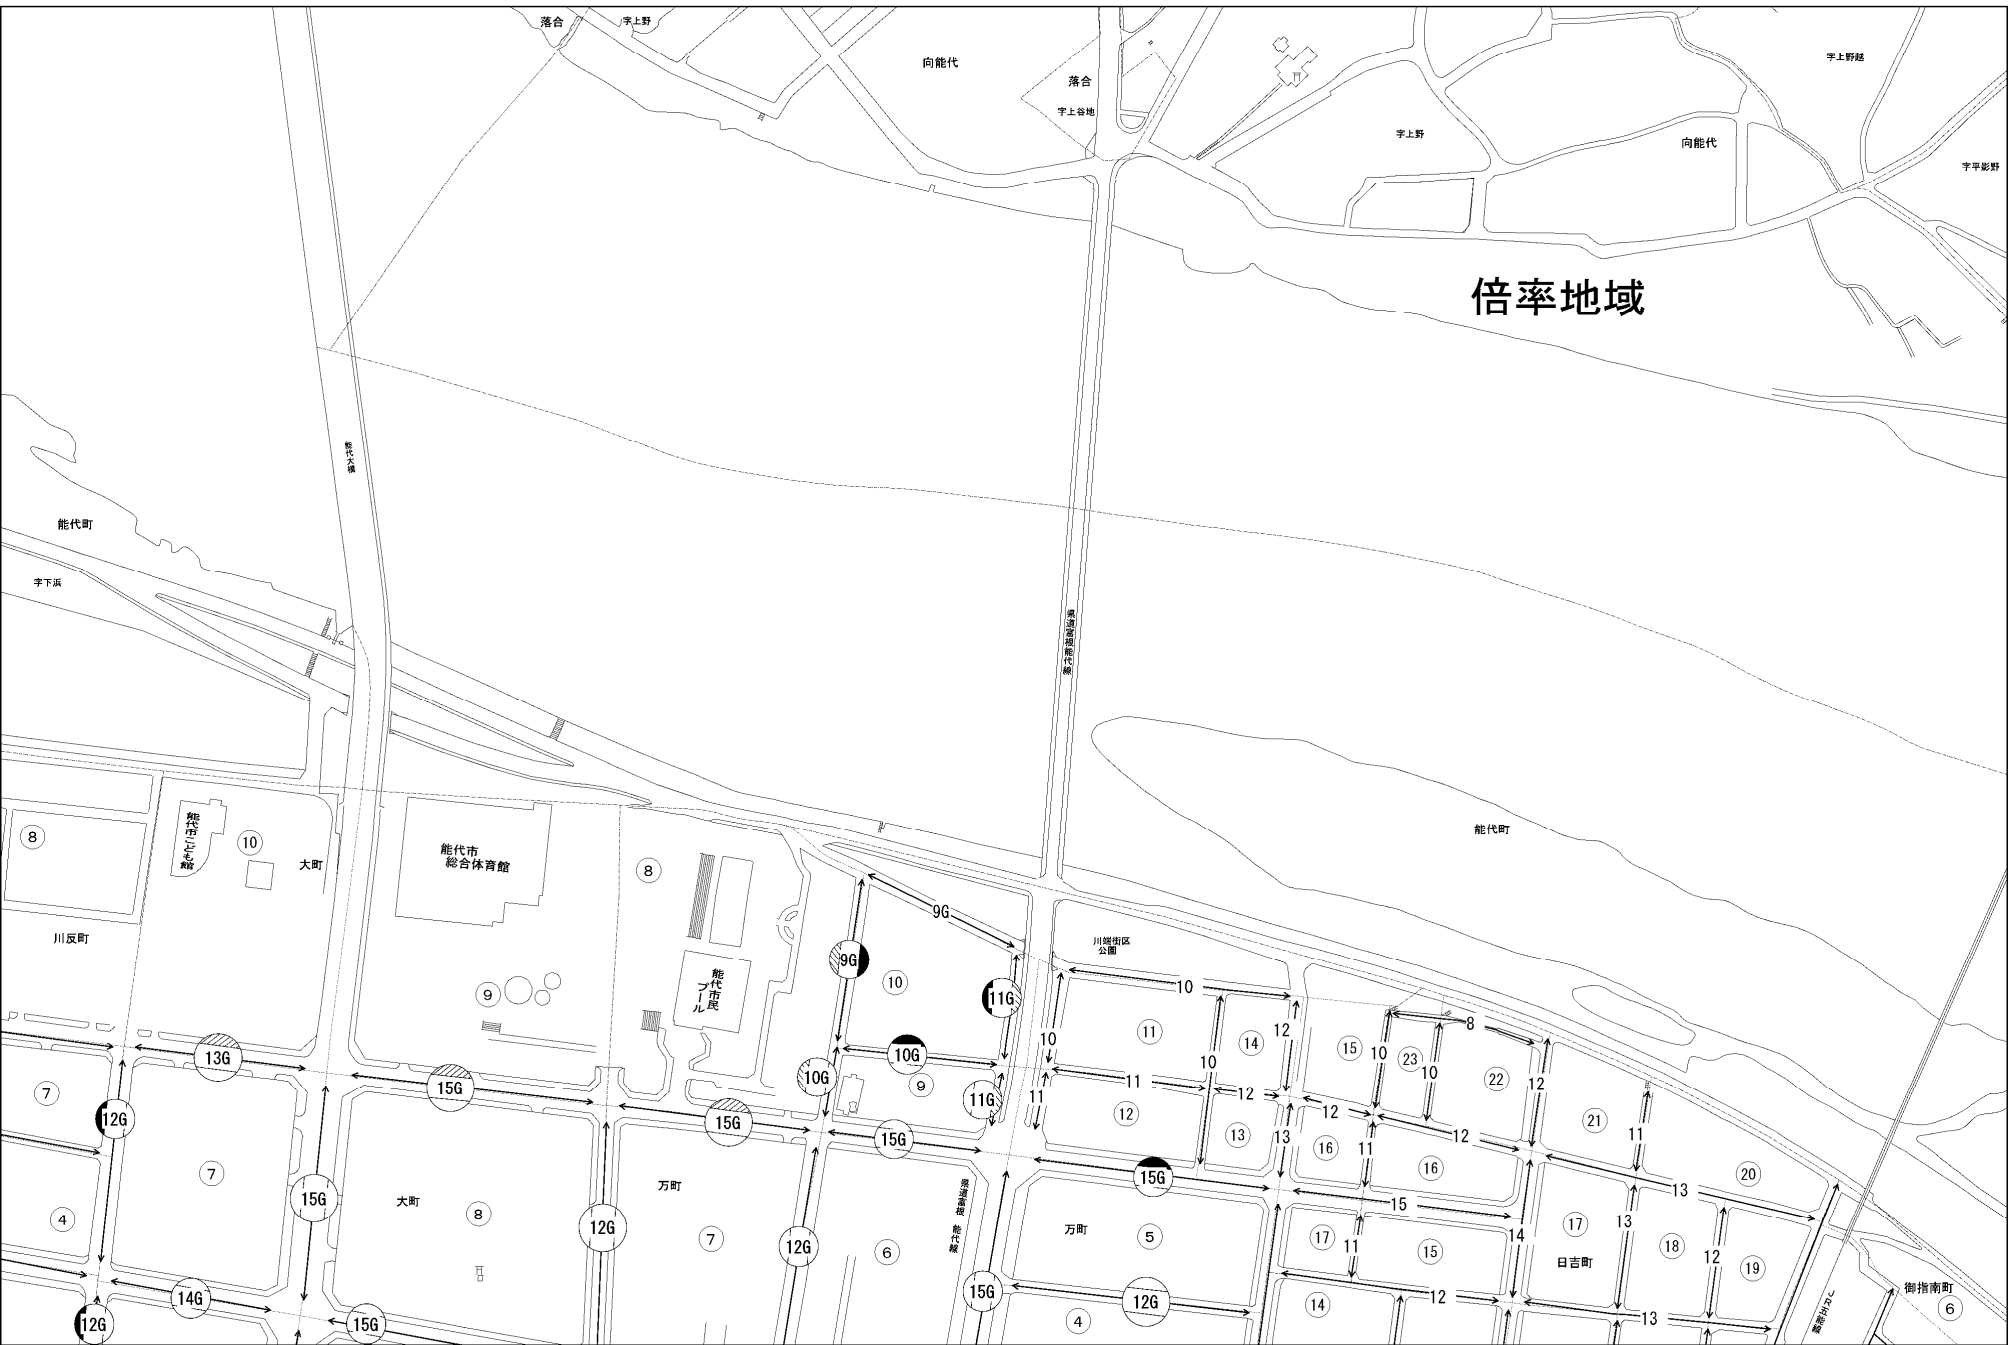 落合
字上野
向能代
落合
字上谷地
字上野越
字上野
向能代
字平影野
倍率地域
能代大橋
能代町
字下浜
県道富根能代線
能代町
8
能代市こども館
10
大町
能代市
総合体育館
8
川反町
9
能代市民
プール
9G
9G
10
11G
川端街区
公園
10
11
10
10
14
12
15
10
23
10
8
22
12
21
11
20
13G
15G
10G
10G
9
11G
11
11
12
12
13
13
12
16
11
12
16
7
12G
15G
15G
15G
15
13
7
4
15G
大町
8
12G
万町
7
12G
県道富根能代線
6
15G
万町
5
12G
4
17
11
15
14
17
日吉町
13
18
12
19
12
14
13
14G
12G
15G
JR五能線
御指南町
6